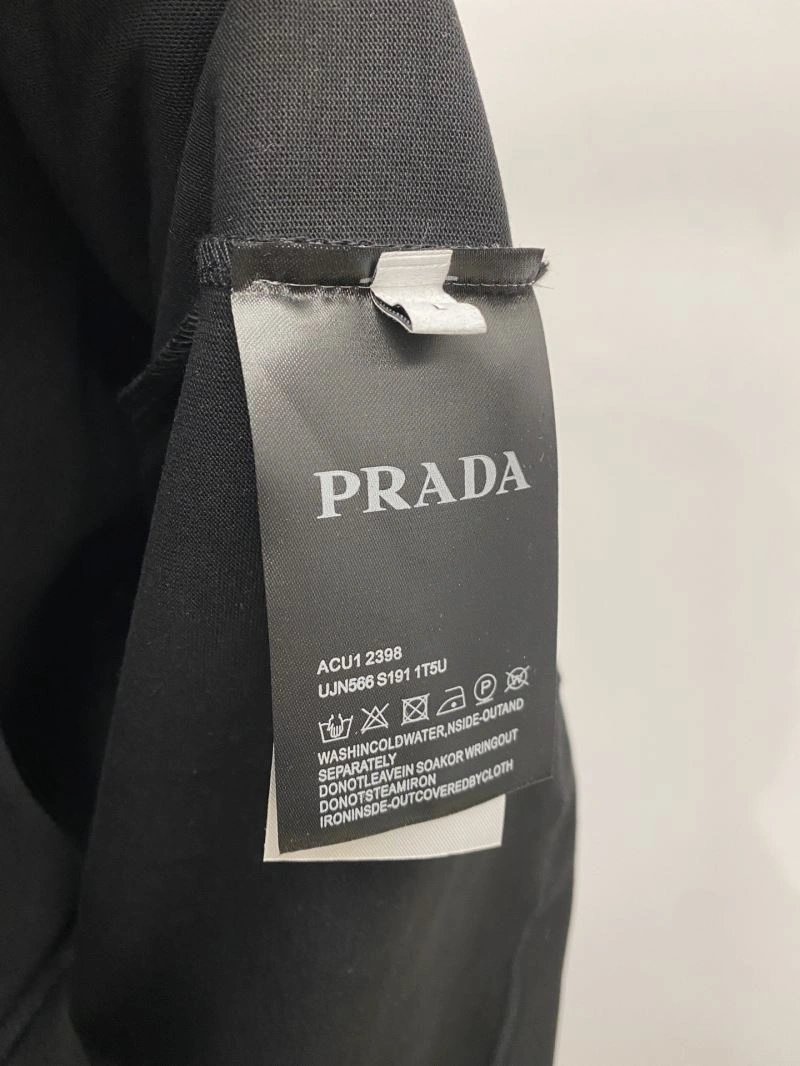 PRADA
ACU1 2398
UJN566 S191 1T5U
WASHINCOLDWATER,NSIDE-OUTAND
SEPARATELY
DONOTLEAVEIN SOAKOR WRINGOUT
DONOTSTEAMIRON
IRONINSDE-OUTCOVEREDBYCLOTH